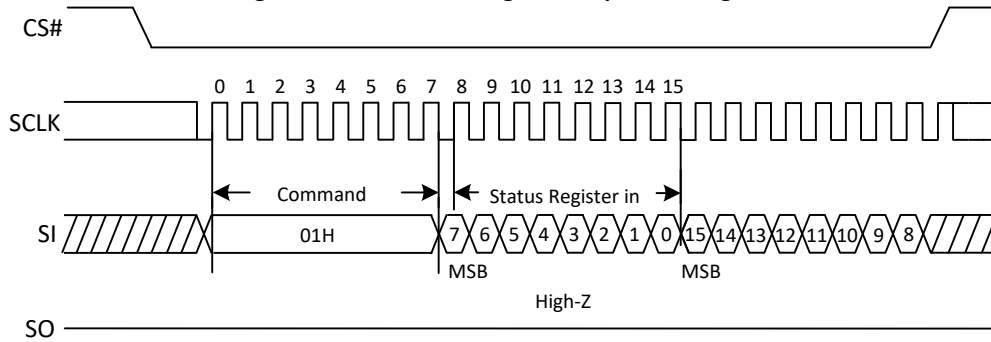 CS#
0 1 2 3 4 5 6 7 8 9 10 11 12 13 14 15
SCLK
Command Status Register in
SI 01H 7 6 5 4 3 2 1 0 15 14 13 12 11 10 9 8
MSB MSB
High-Z
SO